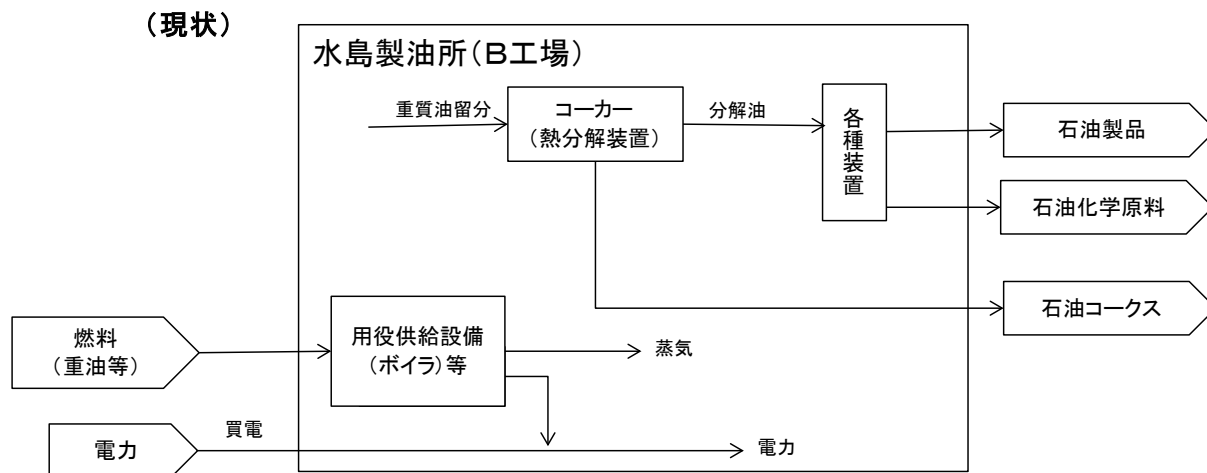 （現状）
水島製油所（Ｂ工場）
重質油留分
コーカー
（熱分解装置）
分解油
各種装置
石油製品
石油化学原料
石油コークス
燃料
（重油等）
用役供給設備
（ボイラ）等
蒸気
電力
買電
電力